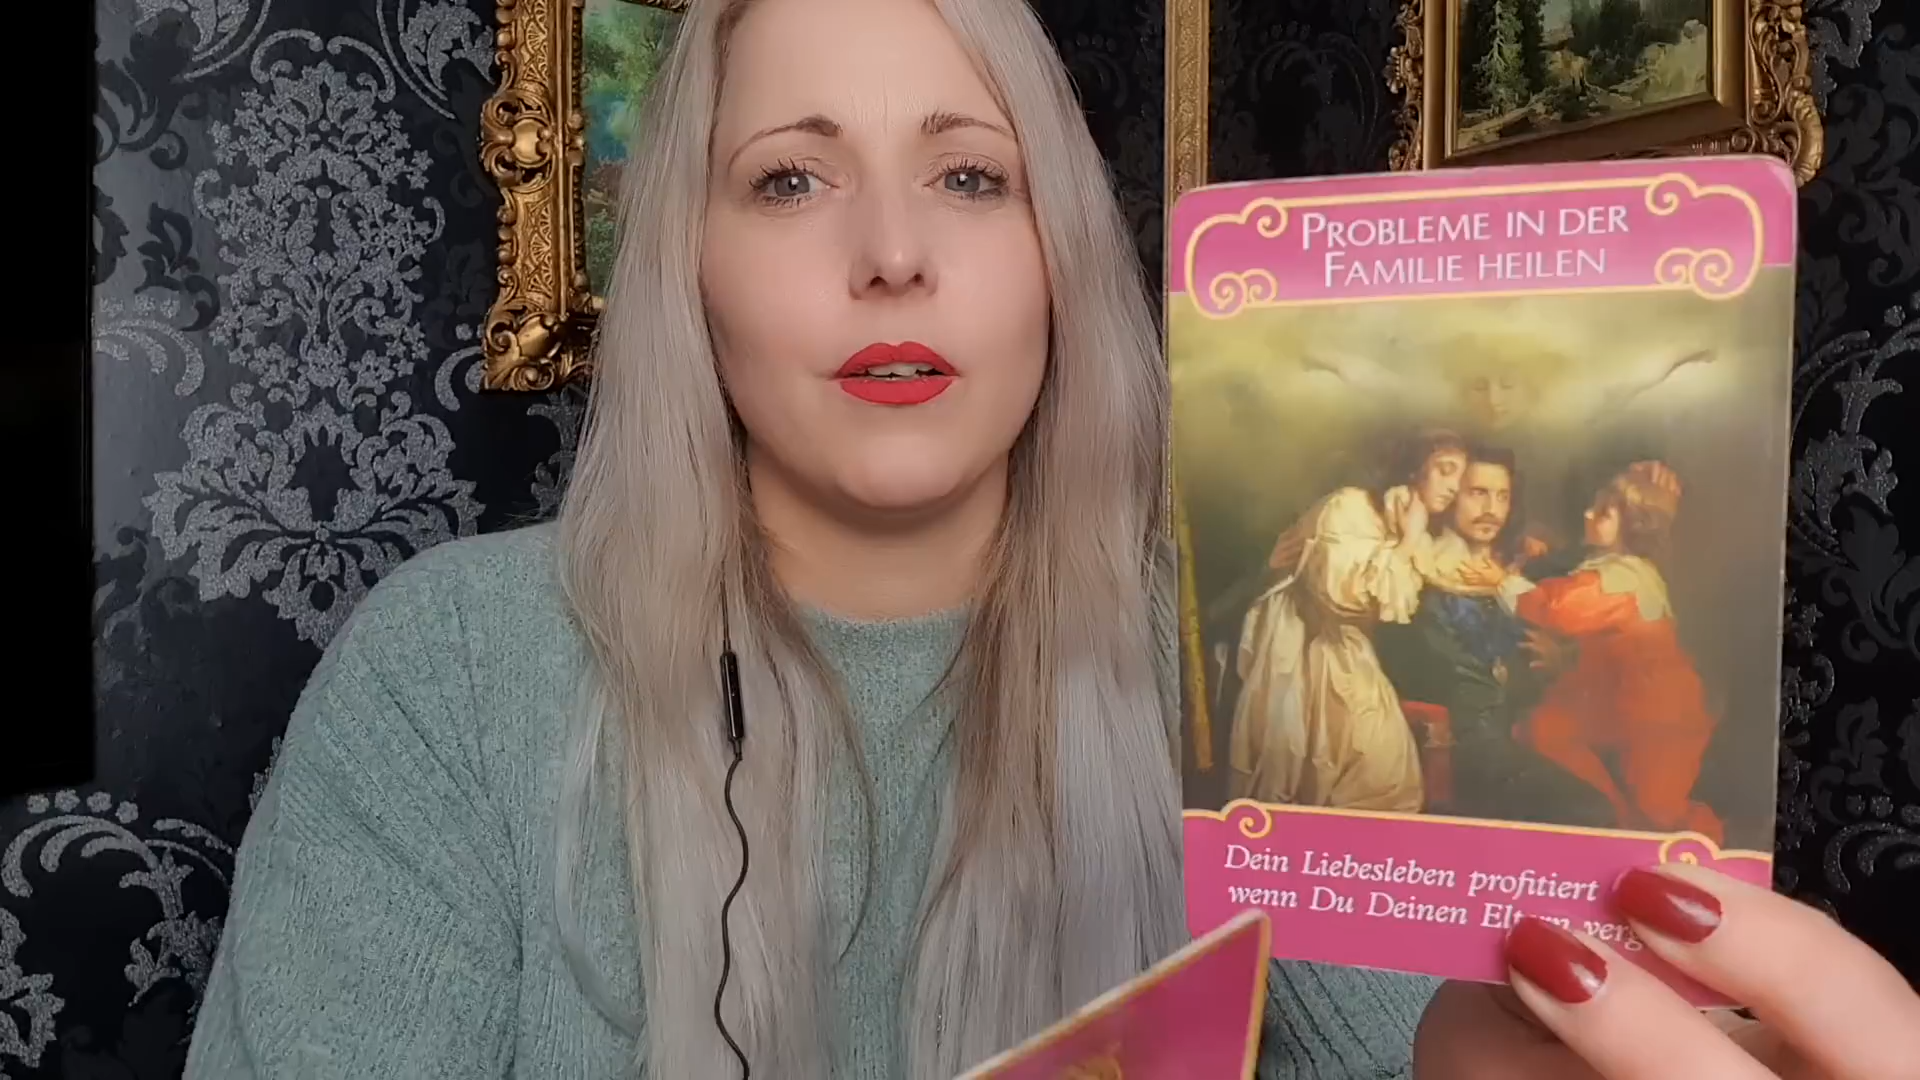 PROBLEME IN DER
FAMILIE HEILEN
Dein Liebesleben profitiert
wenn Du Deinen